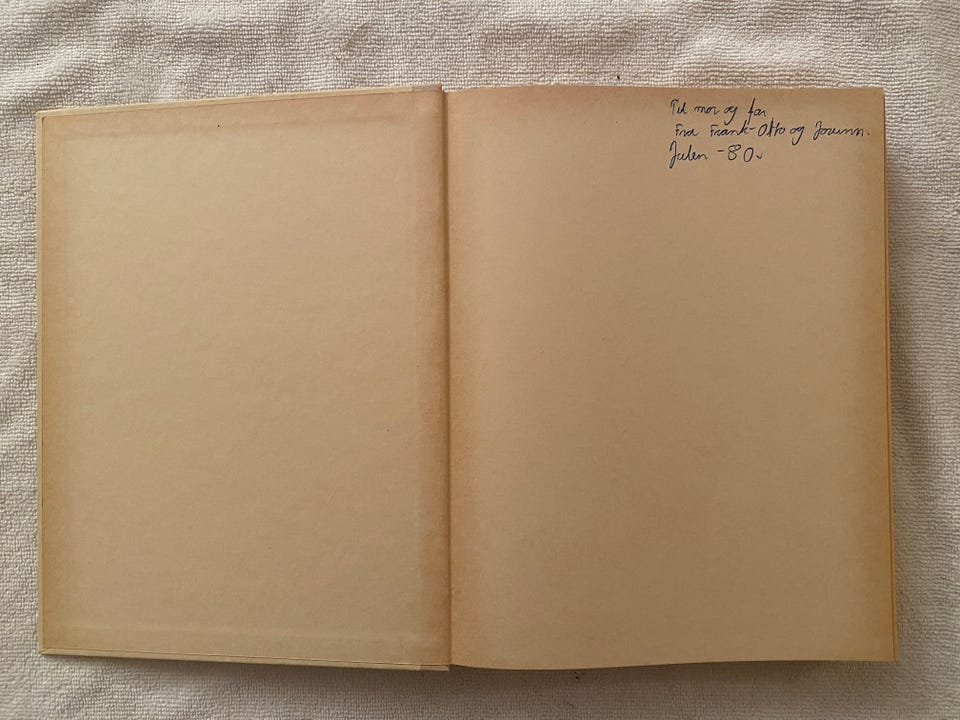 Til mor og far
Fra Frank-Otto og Jorunn.
Julen -80.